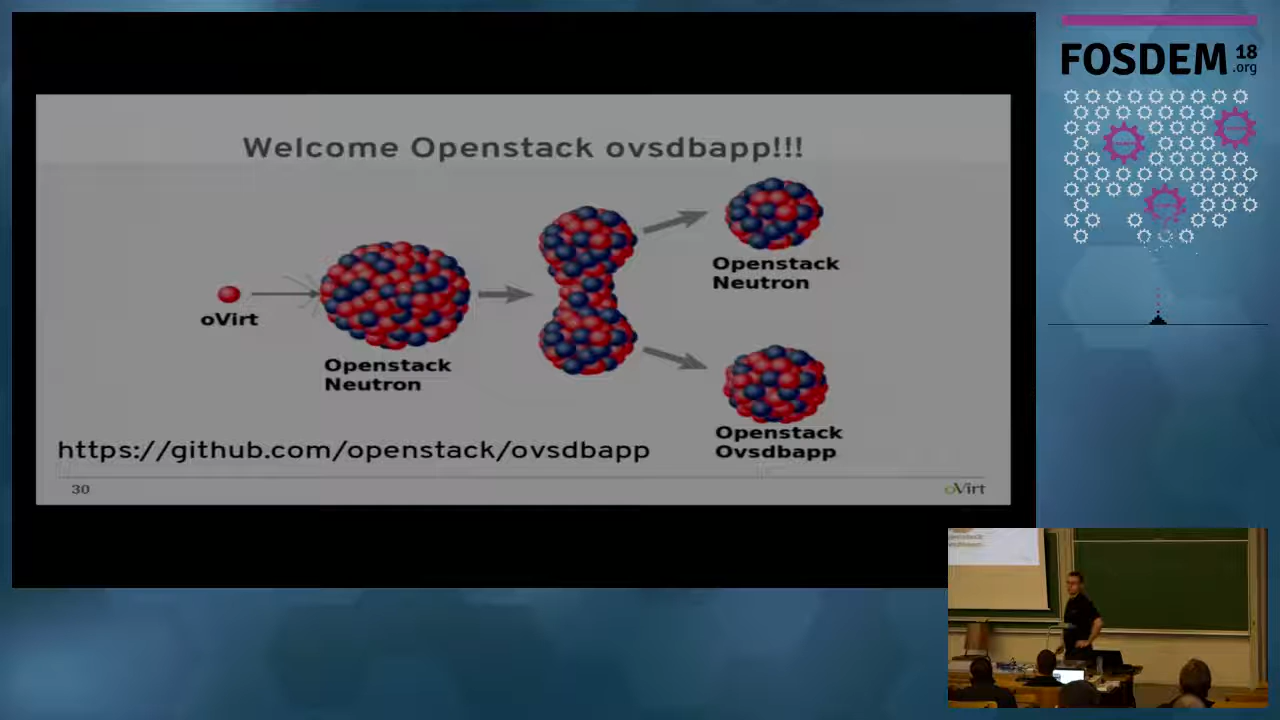 Welcome Openstack ovsdbapp!!!
oVirt
Openstack
Neutron
Openstack
Neutron
Openstack
Ovsdbapp
https://github.com/openstack/ovsdbapp
30
oVirt
FOSDEM 18
.org